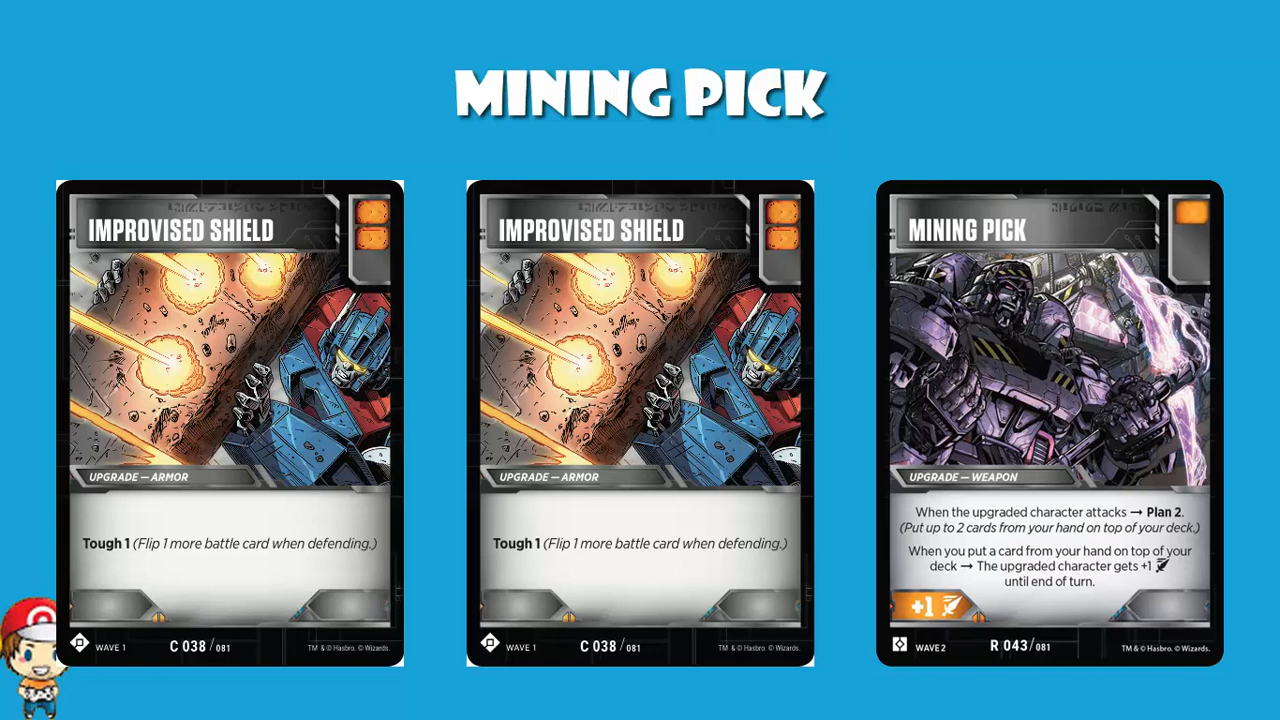 MINING PICK
IMPROVISED SHIELD
UPGRADE — ARMOR
Tough 1 (Flip 1 more battle card when defending.)
WAVE 1
C 038 / 081
TM & © Hasbro. © Wizards.
IMPROVISED SHIELD
UPGRADE — ARMOR
Tough 1 (Flip 1 more battle card when defending.)
WAVE 1
C 038 / 081
TM & © Hasbro. © Wizards.
MINING PICK
UPGRADE — WEAPON
When the upgraded character attacks → Plan 2.
(Put up to 2 cards from your hand on top of your deck.)
When you put a card from your hand on top of your
deck → The upgraded character gets +1
until end of turn.
+1
WAVE 2
R 043/081
TM & © Hasbro. © Wizards.